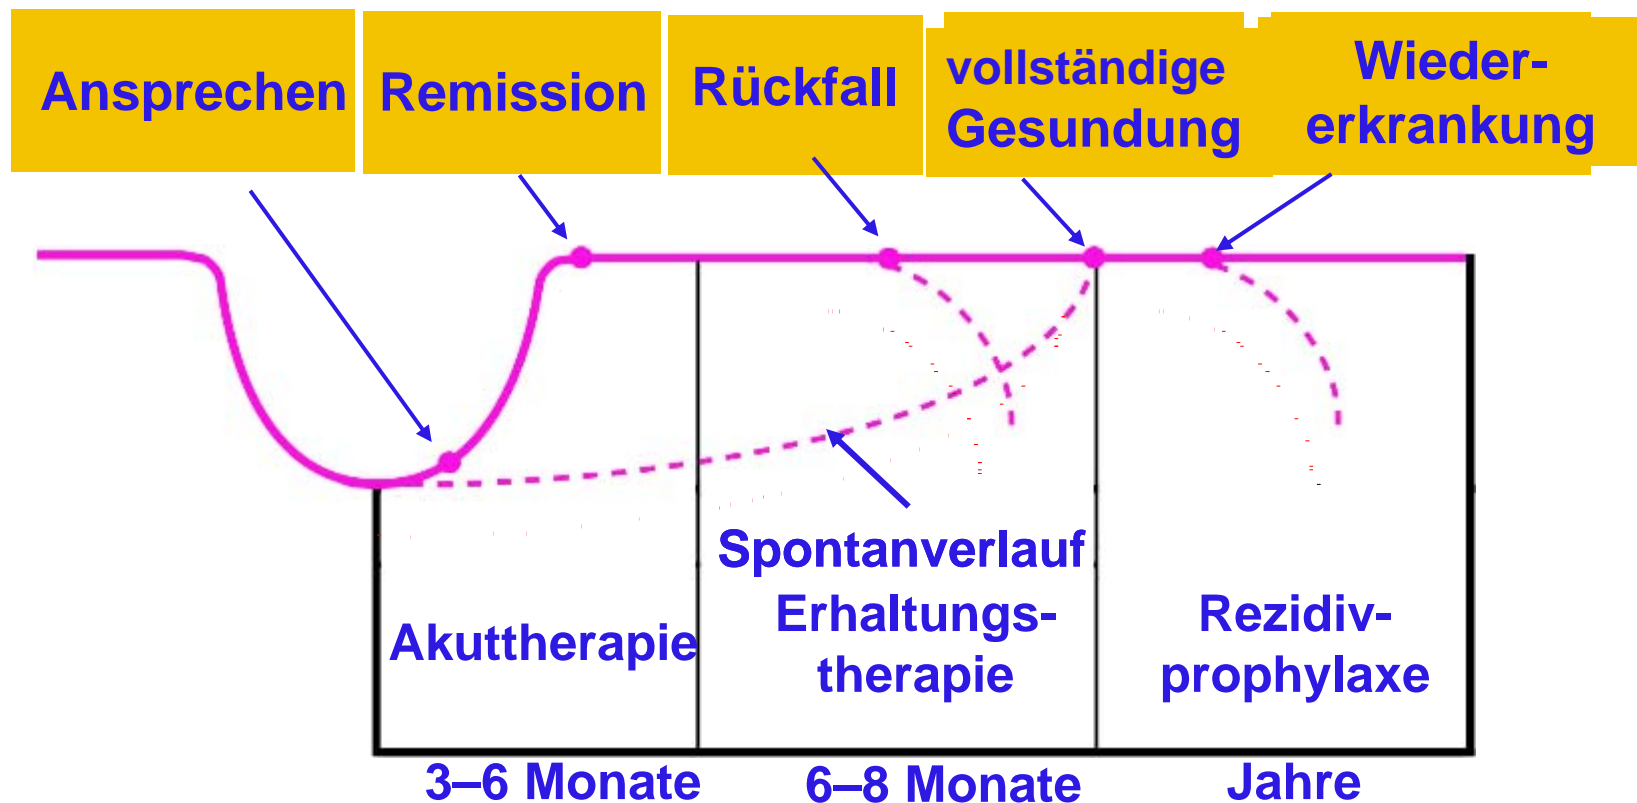 Ansprechen
Remission
Rückfall
vollständige
Gesundung
Wieder-
erkrankung
Spontanverlauf
Akuttherapie
Erhaltungs-
therapie
Rezidiv-
prophylaxe
3–6 Monate
6–8 Monate
Jahre